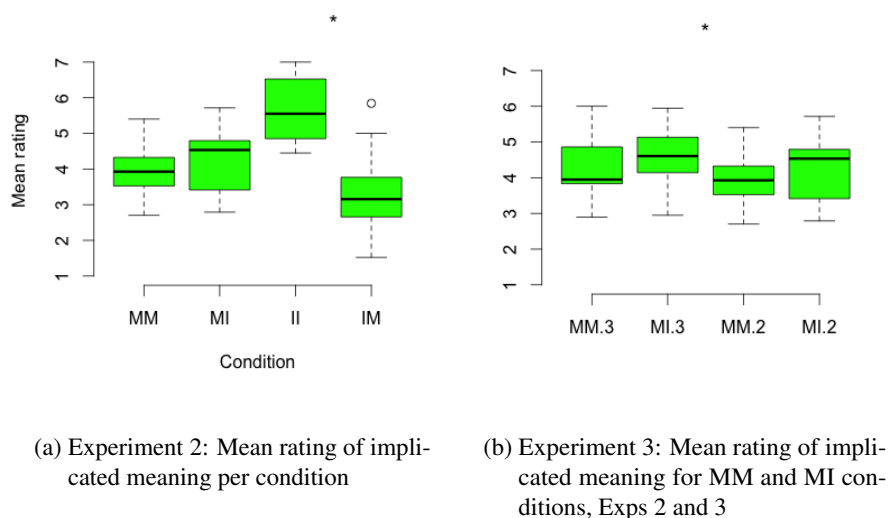 *
7
6
5
4
3
2
1
Mean rating
MM MI II IM
Condition
*
7
6
5
4
3
2
1
MM.3 MI.3 MM.2 MI.2
(a) Experiment 2: Mean rating of impli-
cated meaning per condition
(b) Experiment 3: Mean rating of impli-
cated meaning for MM and MI con-
ditions, Exps 2 and 3